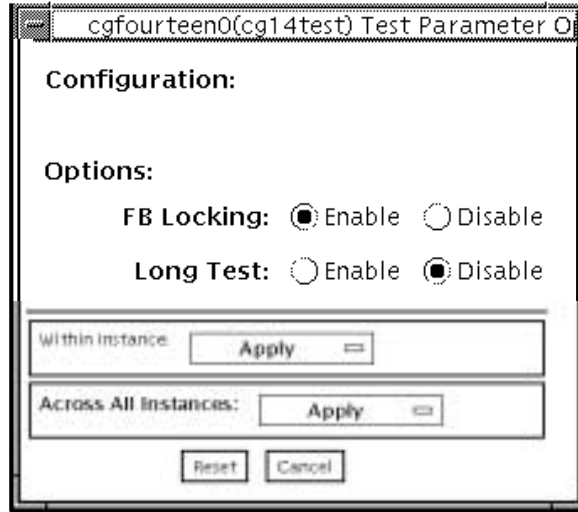 cgfourteen0(cg14test) Test Parameter O
Configuration:
Options:
FB Locking: Enable Disable
Long Test: Enable Disable
Within Instance: Apply
Across All Instances: Apply
Reset Cancel